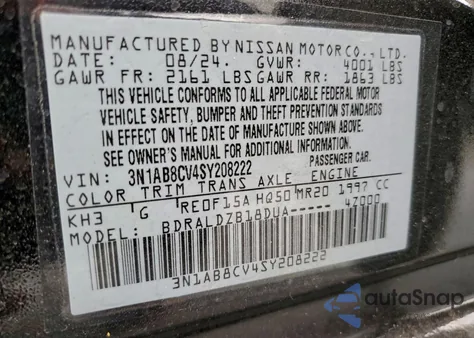 MANUFACTURED BY NISSAN MOTOR CO., LTD.
DATE: 08/24. GVWR: 4001 LBS
GAWR FR: 2161 LBS GAWR RR: 1863 LBS
THIS VEHICLE CONFORMS TO ALL APPLICABLE FEDERAL MOTOR
VEHICLE SAFETY, BUMPER AND THEFT PREVENTION STANDARDS
IN EFFECT ON THE DATE OF MANUFACTURE SHOWN ABOVE.
SEE OWNER'S MANUAL FOR ADDITIONAL INFORMATION.
VIN: 3N1AB8CV4SY208222 PASSENGER CAR.
COLOR TRIM TRANS AXLE ENGINE
KH3 G RE0F15A HQ50 MR20 1997 CC
MODEL: BDRALDZB18DUA----- 4Z000
3N1AB8CV4SY208222
autaSnap